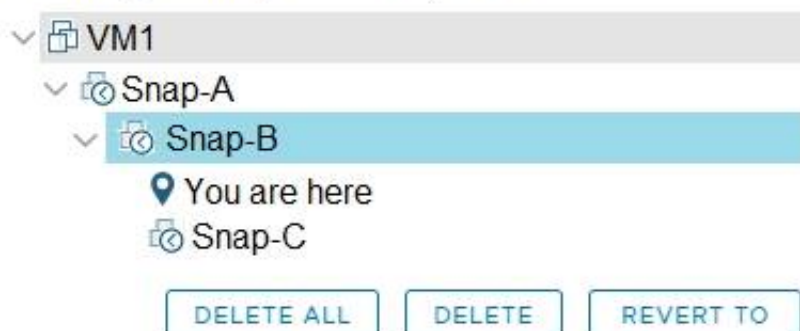 VM1
Snap-A
Snap-B
You are here
Snap-C
DELETE ALL DELETE REVERT TO